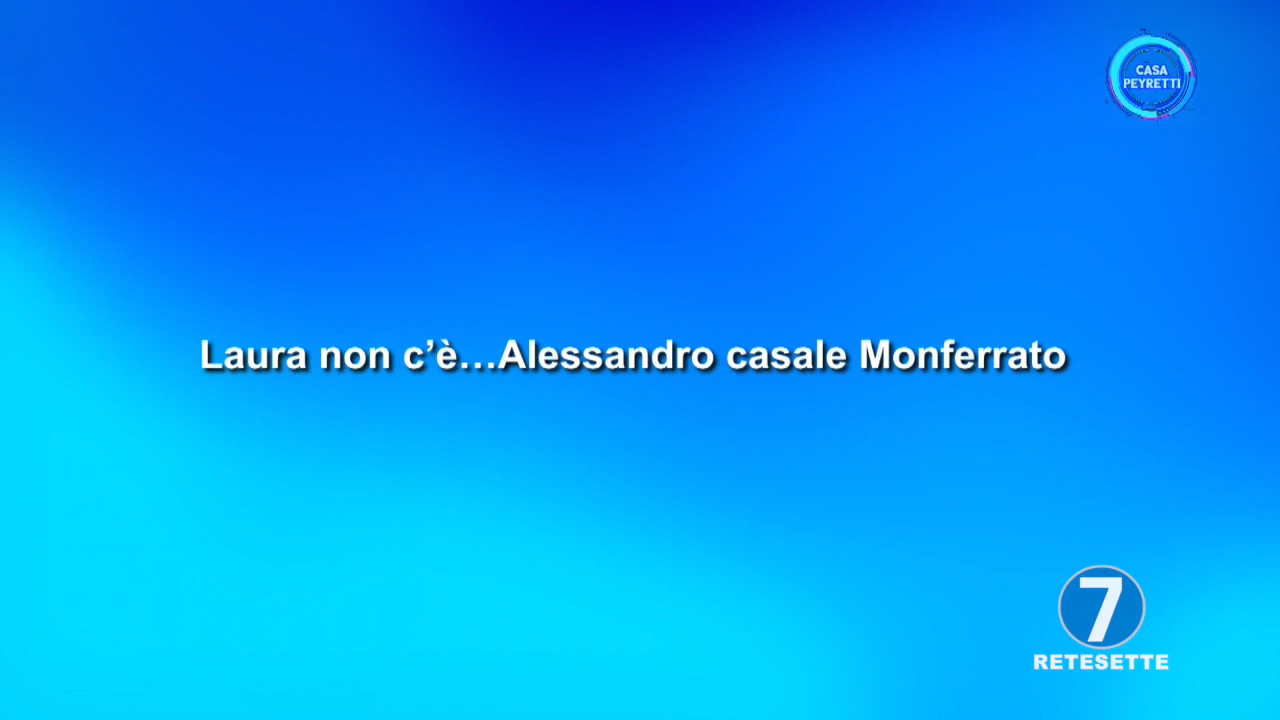 CASA
PEYRETTI
Laura non c’è…Alessandro casale Monferrato
7
RETESETTE